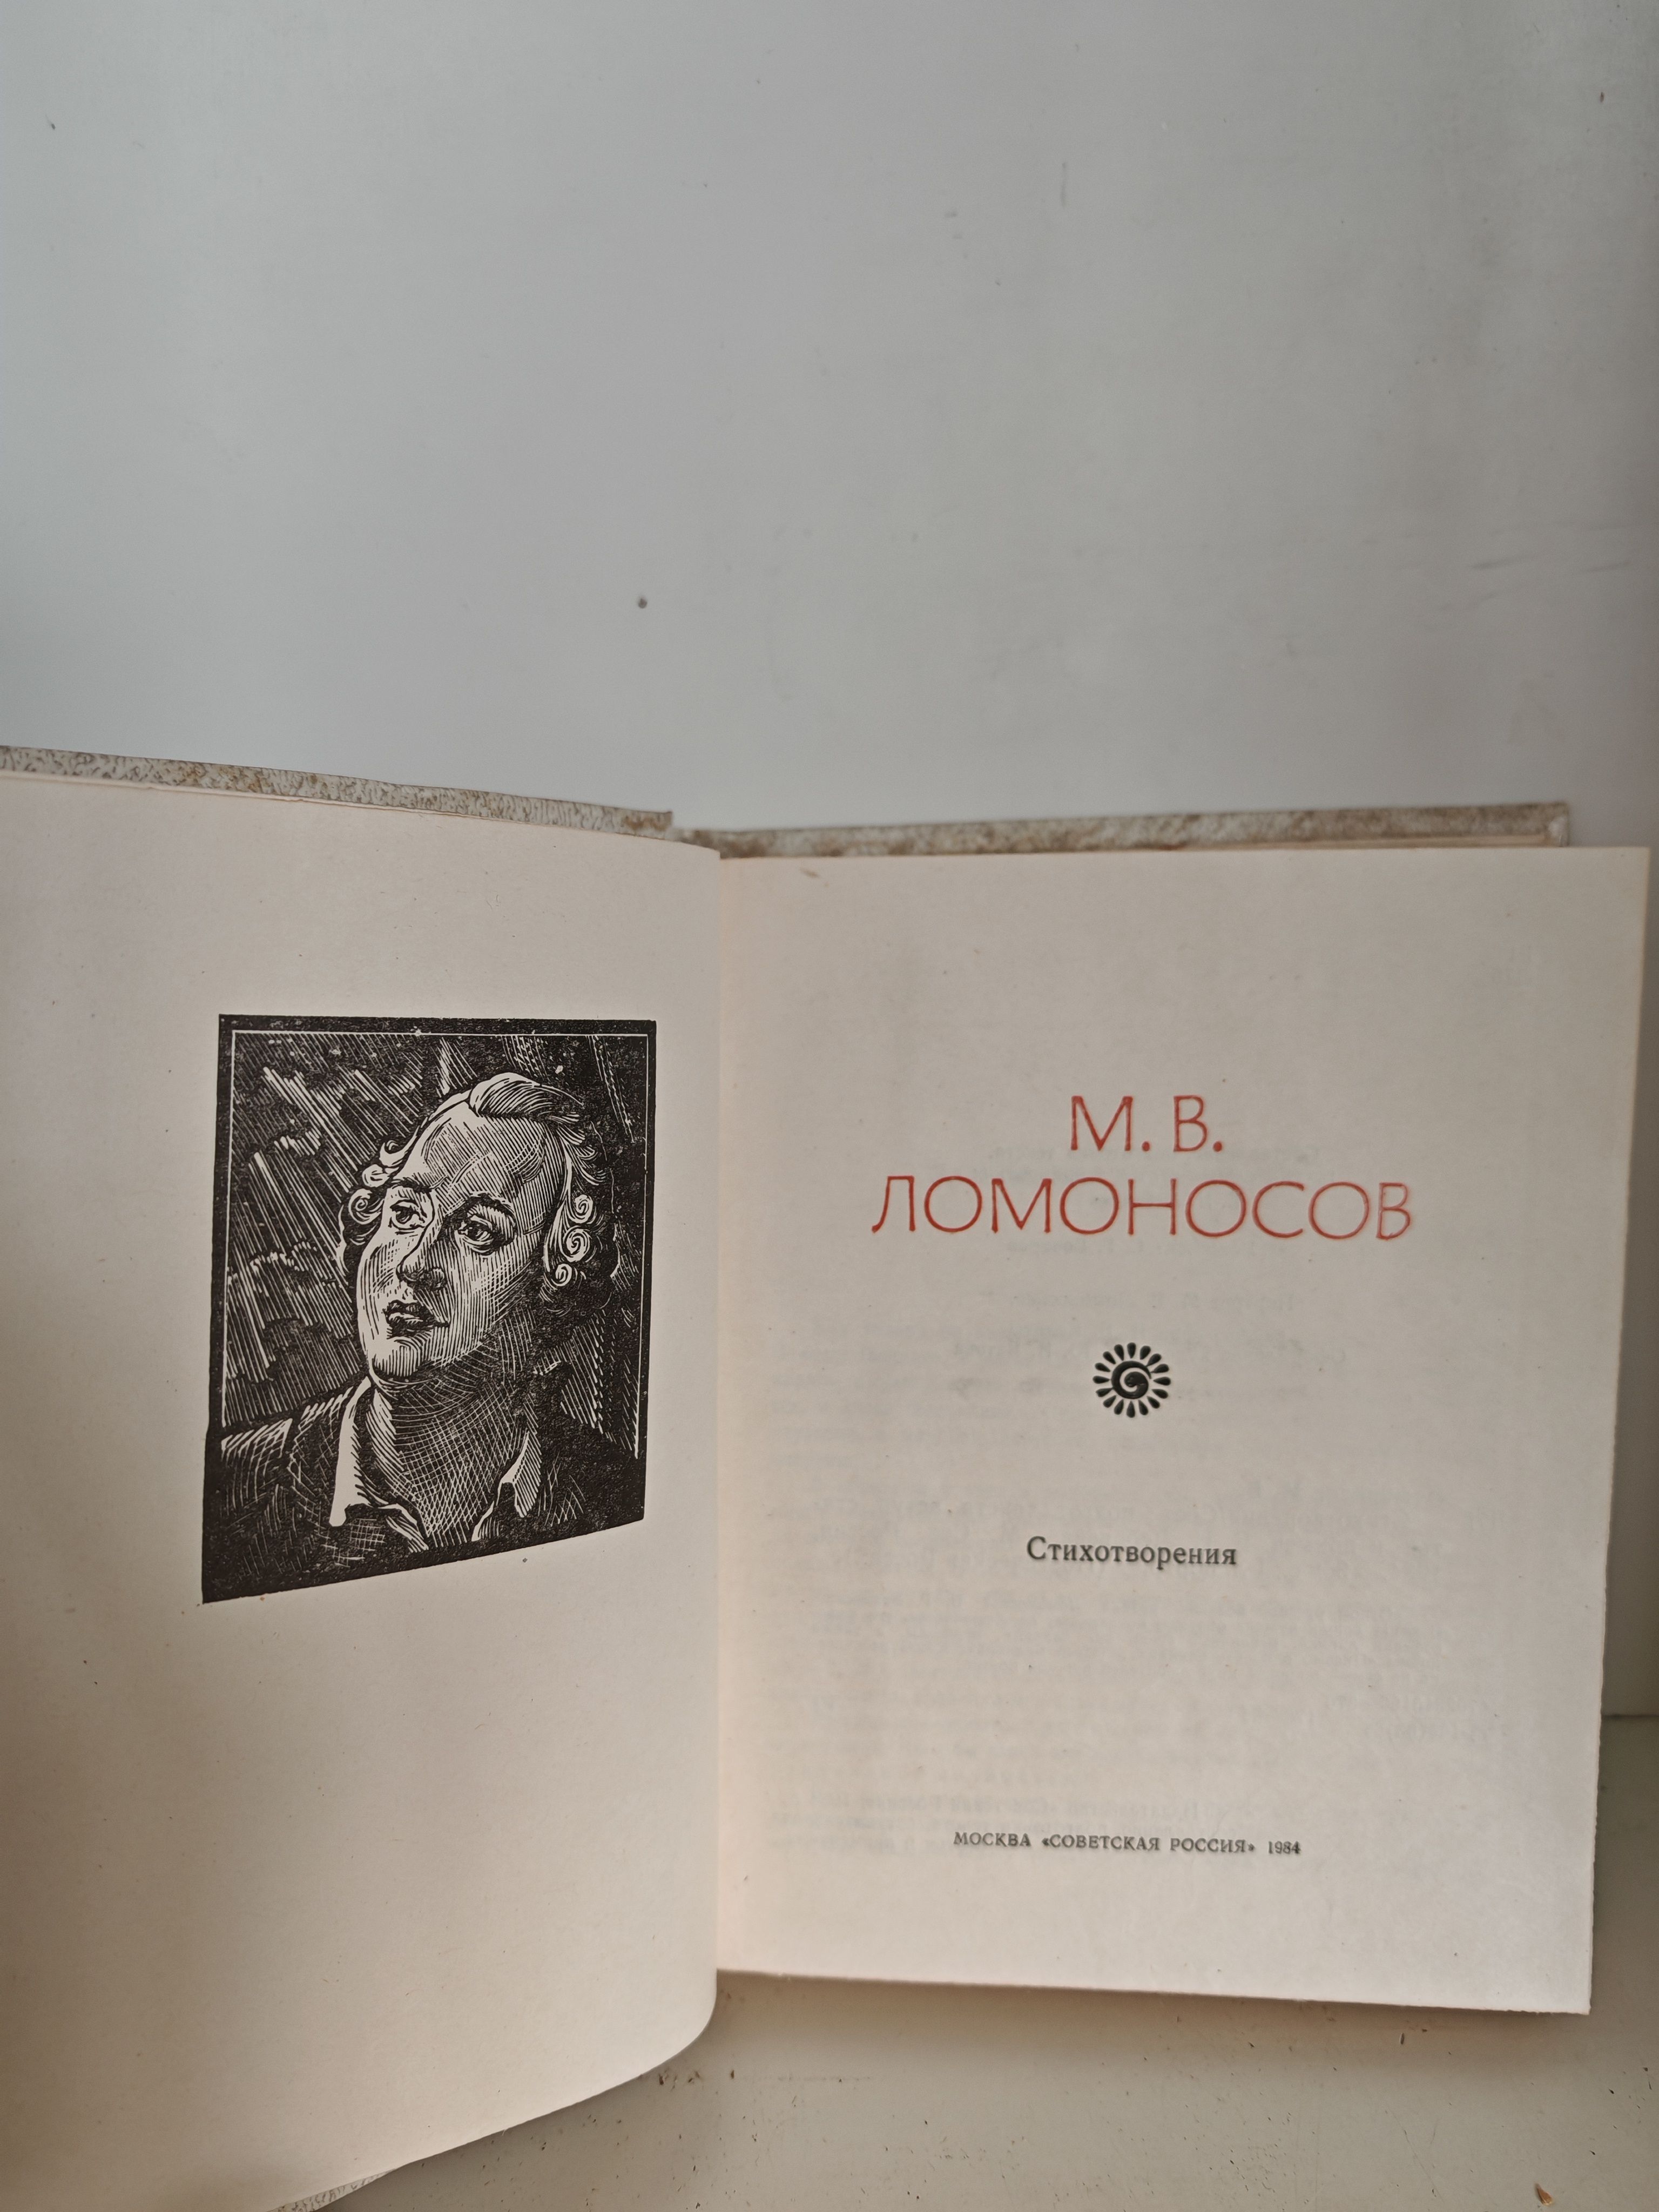 М. В.
ЛОМОНОСОВ
Стихотворения
МОСКВА «СОВЕТСКАЯ РОССИЯ» 1984